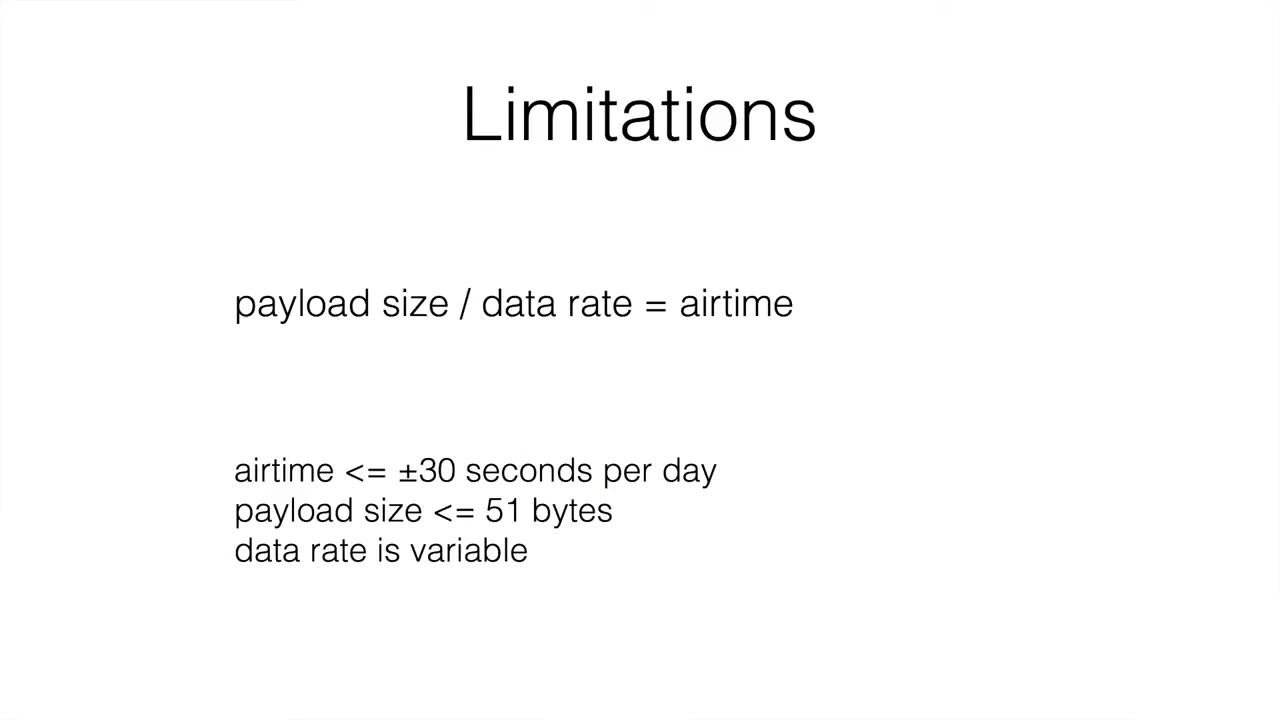 Limitations
payload size / data rate = airtime
airtime <= ±30 seconds per day
payload size <= 51 bytes
data rate is variable